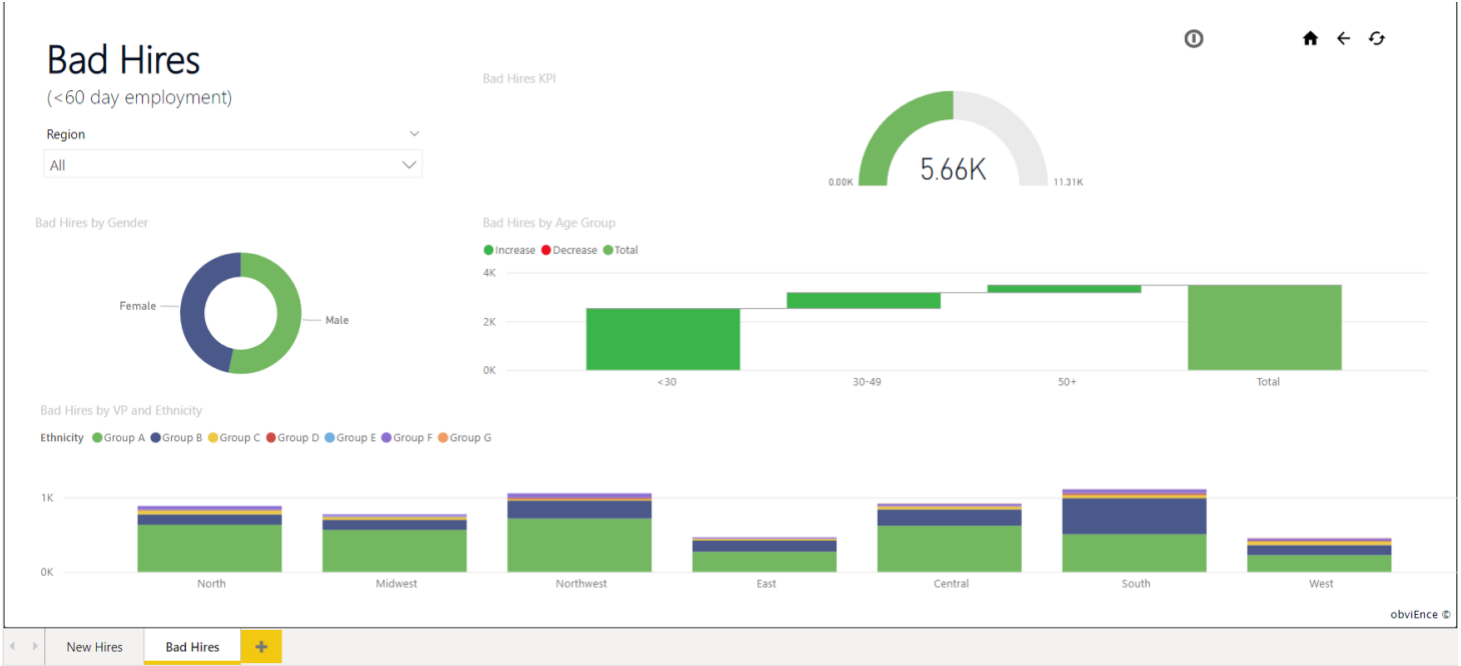 Bad Hires
(<60 day employment)
Region
All
Bad Hires KPI
5.66K
0.00K
11.31K
Bad Hires by Gender
Female
Male
Bad Hires by Age Group
Increase Decrease Total
4K
2K
0K
<30 30-49 50+ Total
Bad Hires by VP and Ethnicity
Ethnicity Group A Group B Group C Group D Group E Group F Group G
1K
0K
North Midwest Northwest East Central South West
obviEnce ©
New Hires Bad Hires +